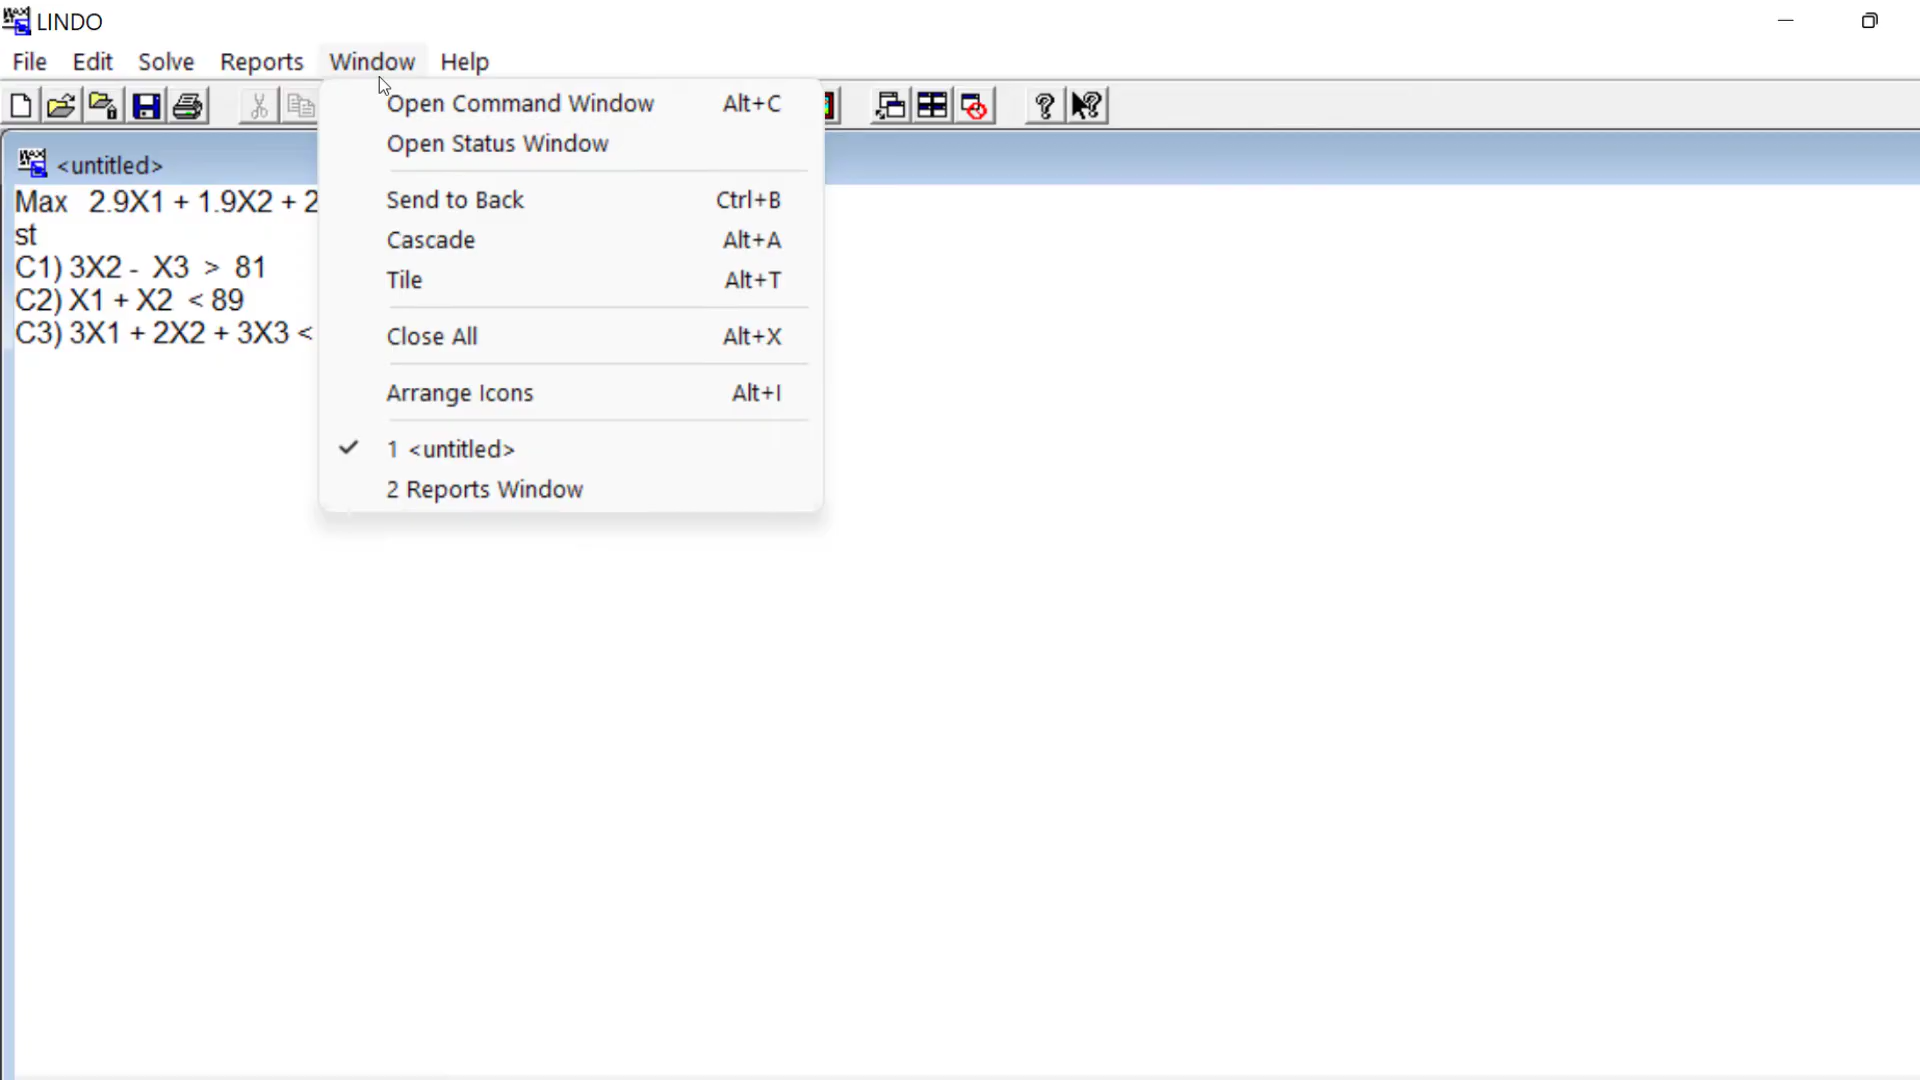 LINDO
File Edit Solve Reports Window Help
<untitled>
Max 2.9X1 + 1.9X2 + 2
st
C1) 3X2 - X3 > 81
C2) X1 + X2 < 89
C3) 3X1 + 2X2 + 3X3 <
Open Command Window Alt+C
Open Status Window
Send to Back Ctrl+B
Cascade Alt+A
Tile Alt+T
Close All Alt+X
Arrange Icons Alt+I
1 <untitled>
2 Reports Window